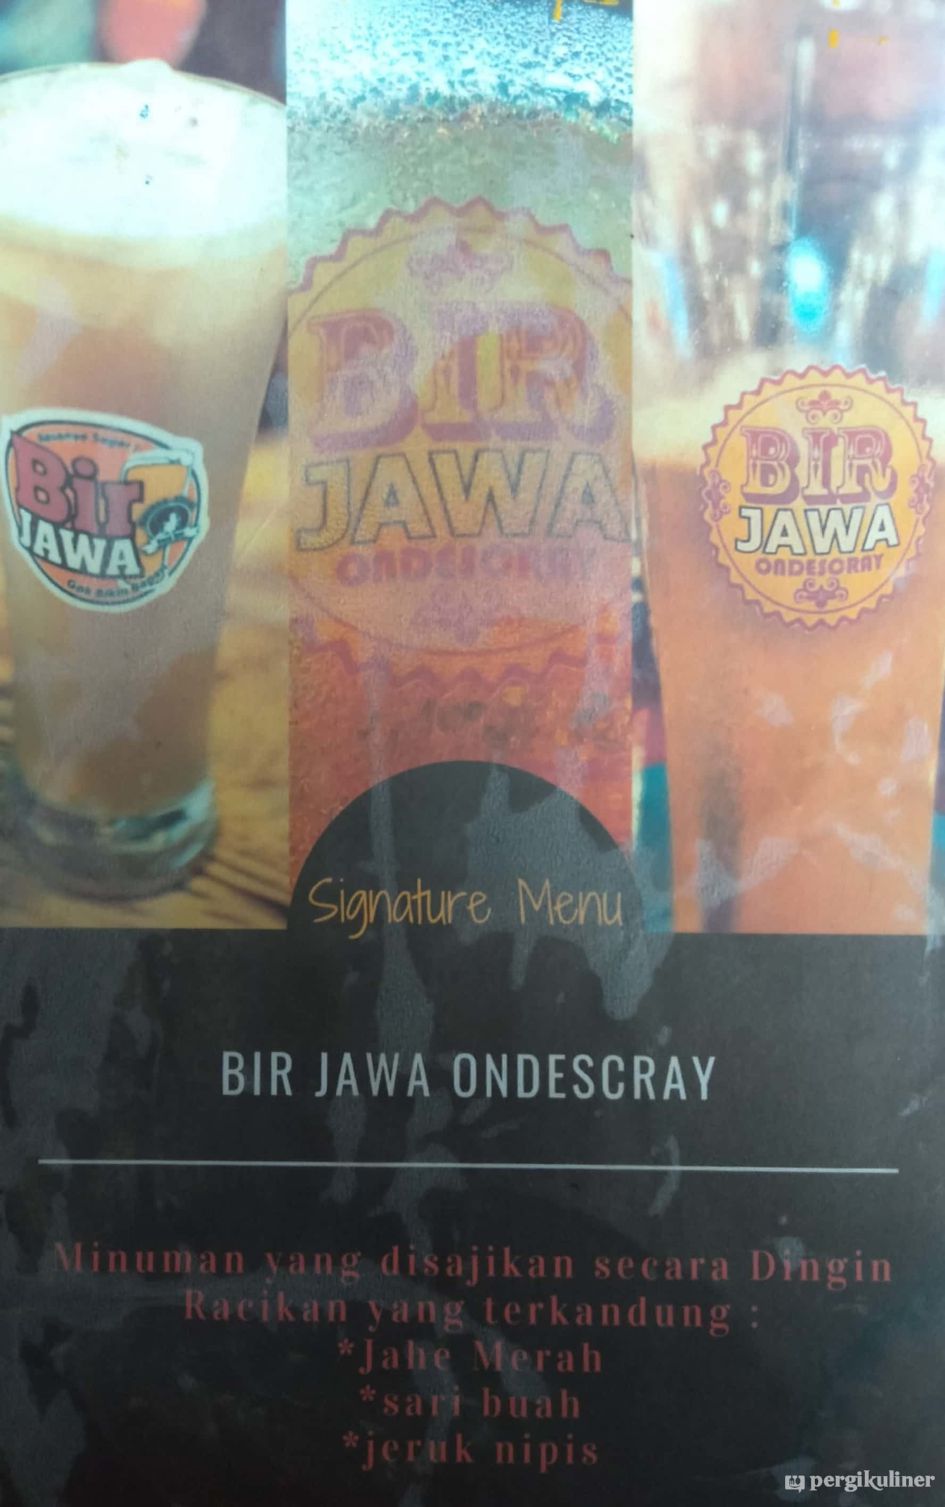 Bir
JAWA
BIR
JAWA
ONDESCRAY
BIR
JAWA
ONDESCRAY
Signature Menu
BIR JAWA ONDESCRAY
Minuman yang disajikan secara Dingin
Racikan yang terkandung :
*Jahe Merah
*sari buah
*jeruk nipis
pergikuliner